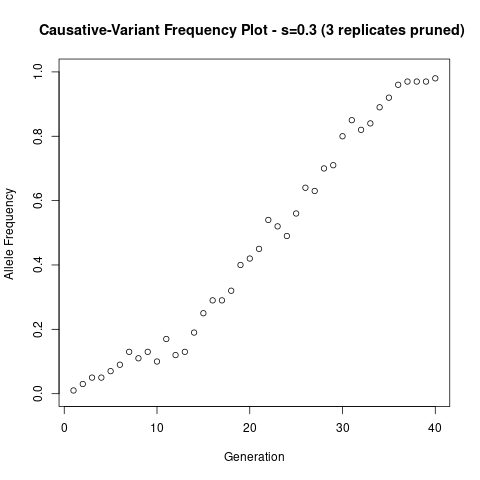 Causative-Variant Frequency Plot - s=0.3 (3 replicates pruned)
Allele Frequency
1.0
0.8
0.6
0.4
0.2
0.0
0 10 20 30 40
Generation